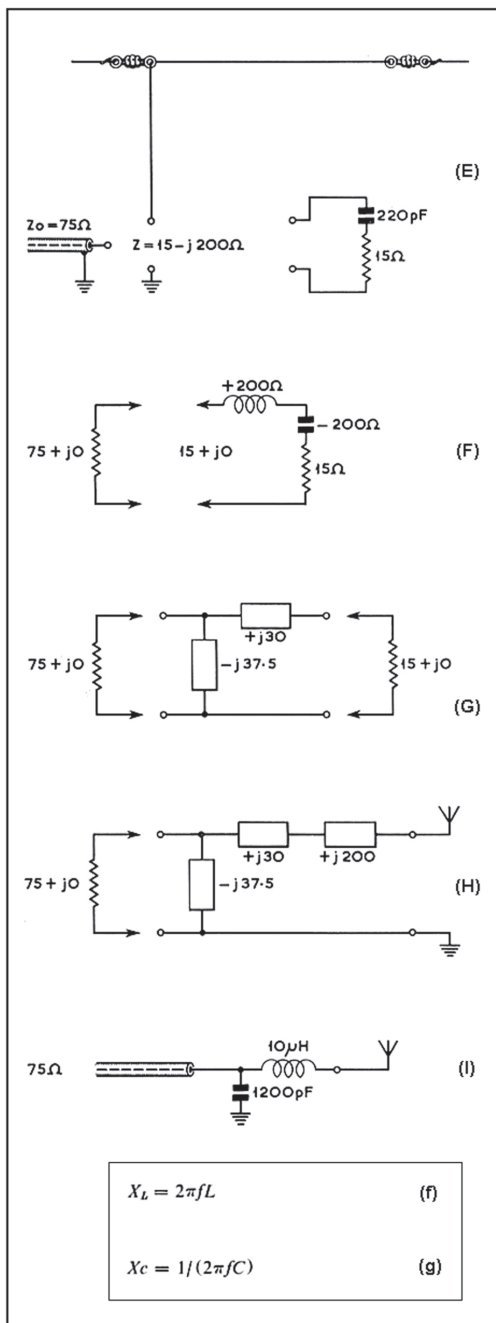 (E)
Zo=75Ω
Z=15-j200Ω
220pF
15Ω
+200Ω
-200Ω
75+j0
15+j0
15Ω
(F)
+j30
75+j0
-j37·5
15+j0
(G)
+j30
+j200
75+j0
-j37·5
(H)
10μH
75Ω
(I)
1200pF
X_L = 2πfL (f)
Xc = 1/(2πfC) (g)